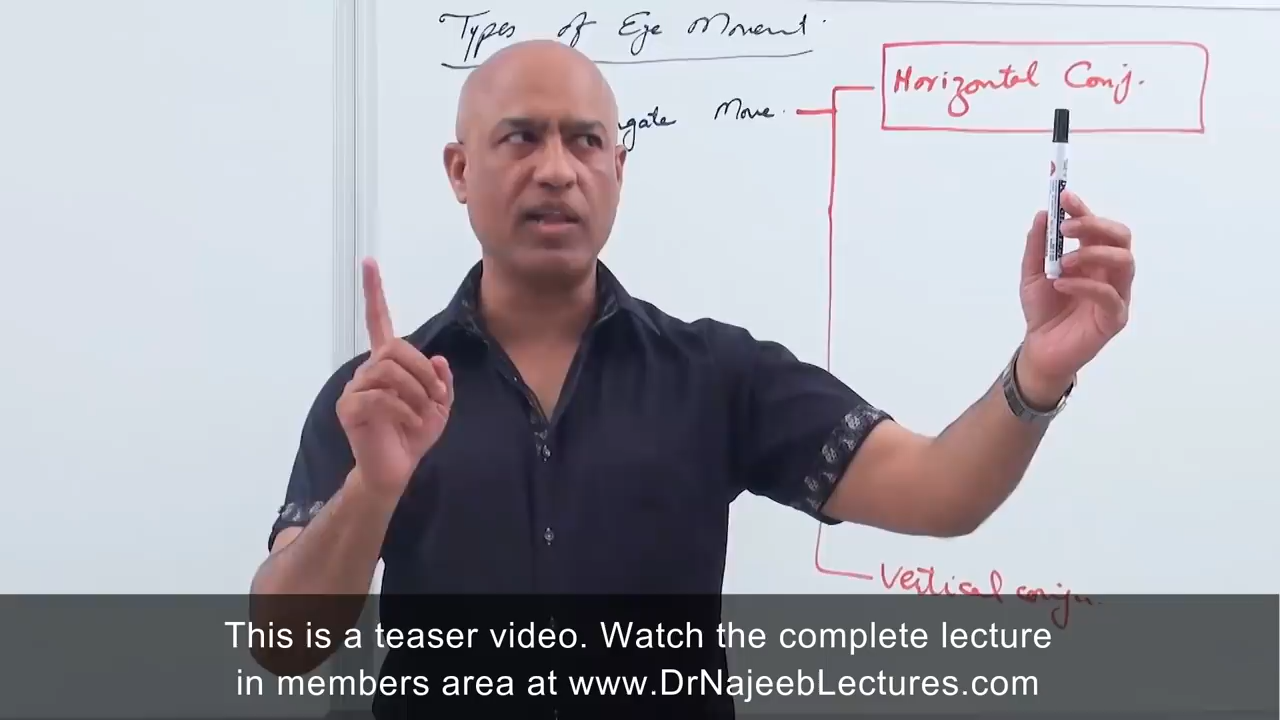 Types of Eye Movement
Move.
Horizontal Conj.
Vertical conju.
This is a teaser video. Watch the complete lecture
in members area at www.DrNajeebLectures.com